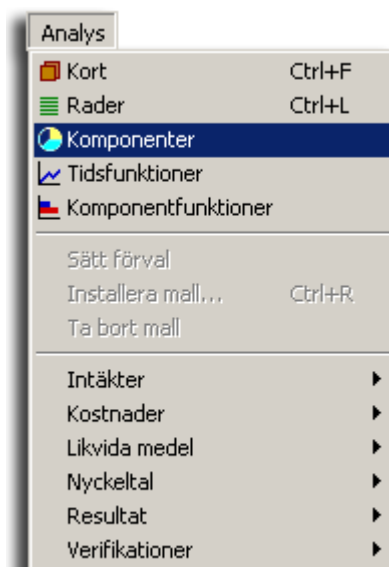 Analys
Kort Ctrl+F
Rader Ctrl+L
Komponenter
Tidsfunktioner
Komponentfunktioner
Sätt förval
Installera mall... Ctrl+R
Ta bort mall
Intäkter
Kostnader
Likvida medel
Nyckeltal
Resultat
Verifikationer